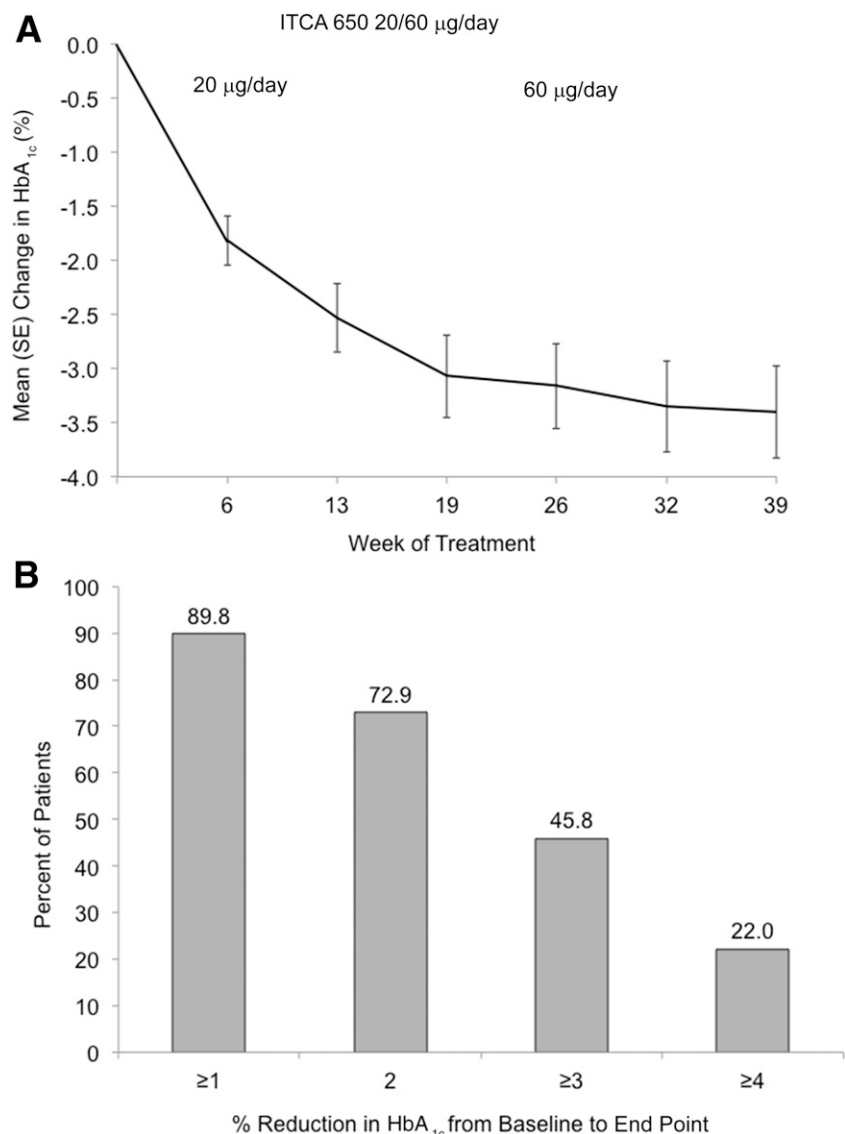 A
ITCA 650 20/60 μg/day
20 μg/day 60 μg/day
Mean (SE) Change in HbA1c (%)
0.0
-0.5
-1.0
-1.5
-2.0
-2.5
-3.0
-3.5
-4.0
6 13 19 26 32 39
Week of Treatment
B
Percent of Patients
100
90
80
70
60
50
40
30
20
10
0
89.8
72.9
45.8
22.0
≥1 2 ≥3 ≥4
% Reduction in HbA1c from Baseline to End Point